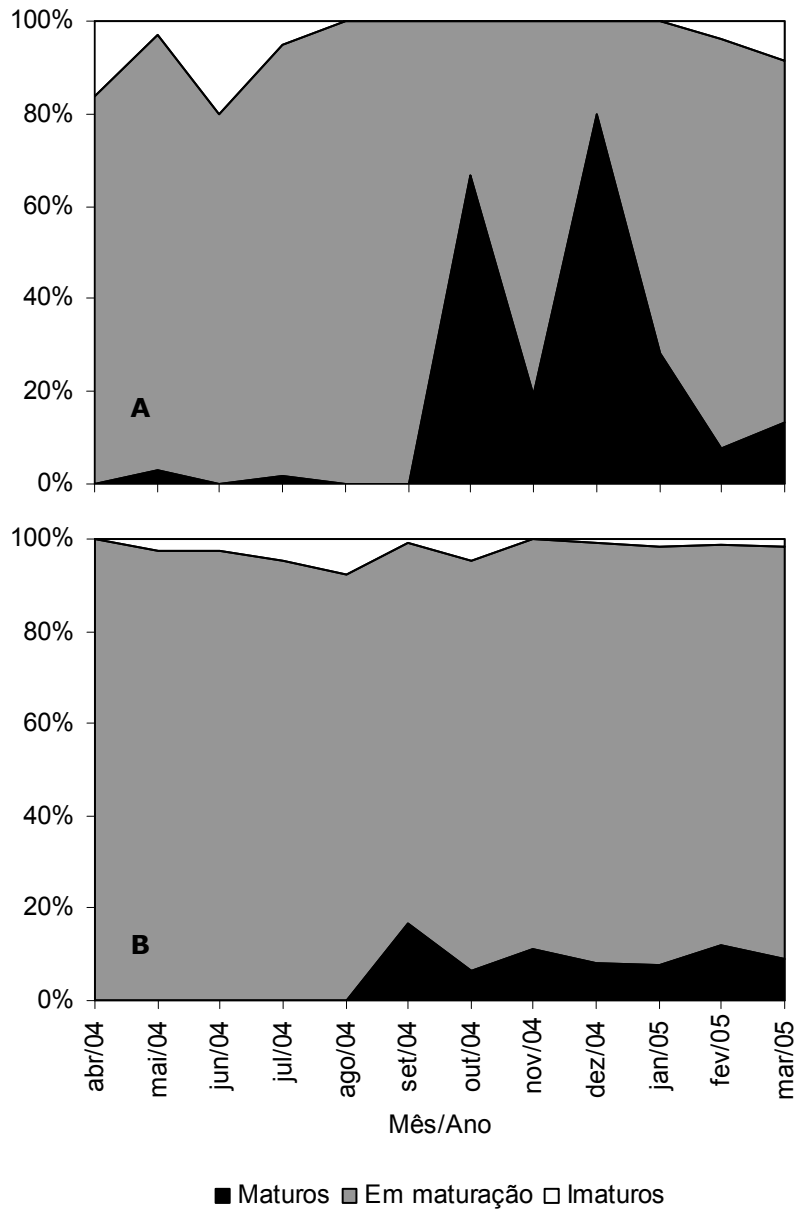 100%
80%
60%
40%
20%
0%
A
100%
80%
60%
40%
20%
0%
B
abr/04
mai/04
jun/04
jul/04
ago/04
set/04
out/04
nov/04
dez/04
jan/05
fev/05
mar/05
Mês/Ano
Maturos Em maturação Imaturos